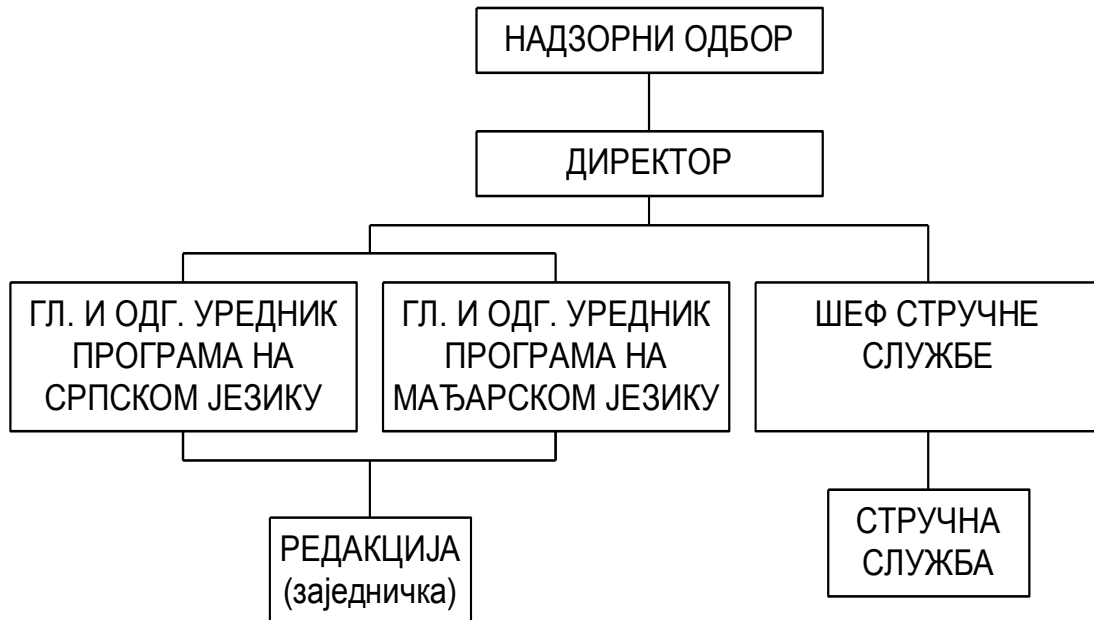 НАДЗОРНИ ОДБОР
ДИРЕКТОР
ГЛ. И ОДГ. УРЕДНИК
ПРОГРАМА НА
СРПСКОМ ЈЕЗИКУ
ГЛ. И ОДГ. УРЕДНИК
ПРОГРАМА НА
МАЂАРСКОМ ЈЕЗИКУ
ШЕФ СТРУЧНЕ
СЛУЖБЕ
РЕДАКЦИЈА
(заједничка)
СТРУЧНА
СЛУЖБА